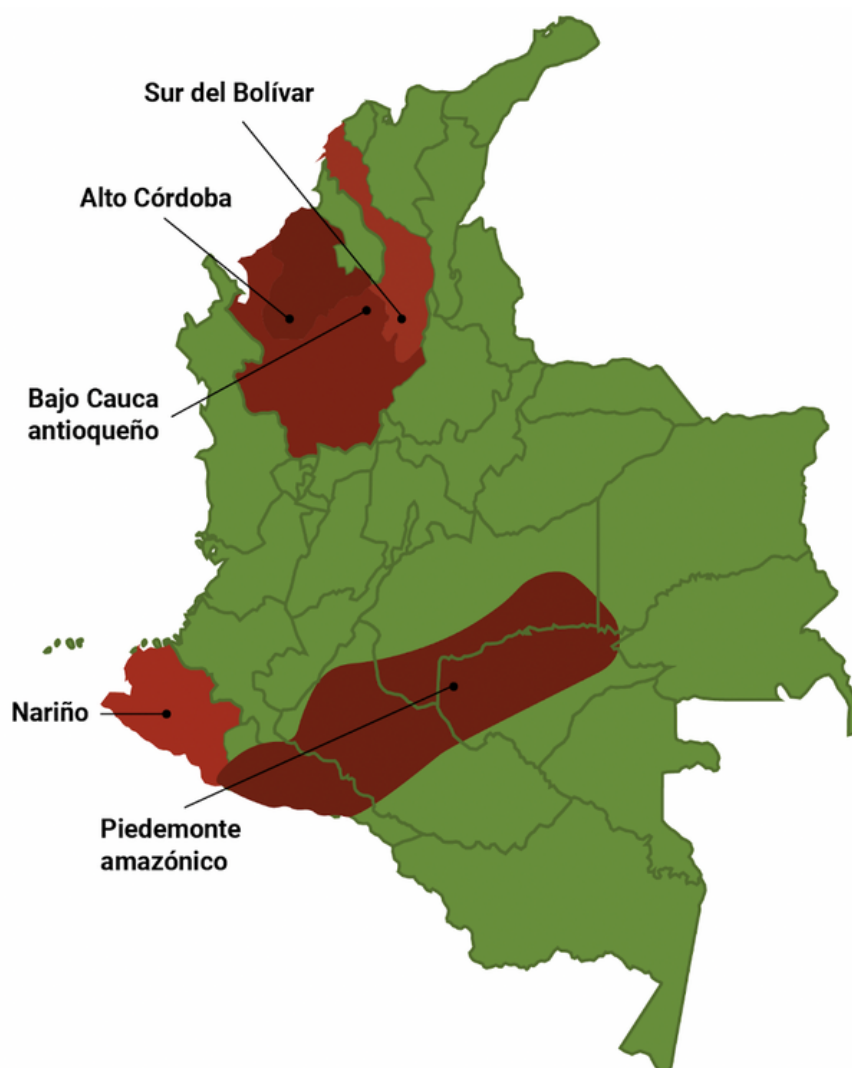 Sur del Bolívar
Alto Córdoba
Bajo Cauca
antioqueño
Nariño
Piedemonte
amazónico